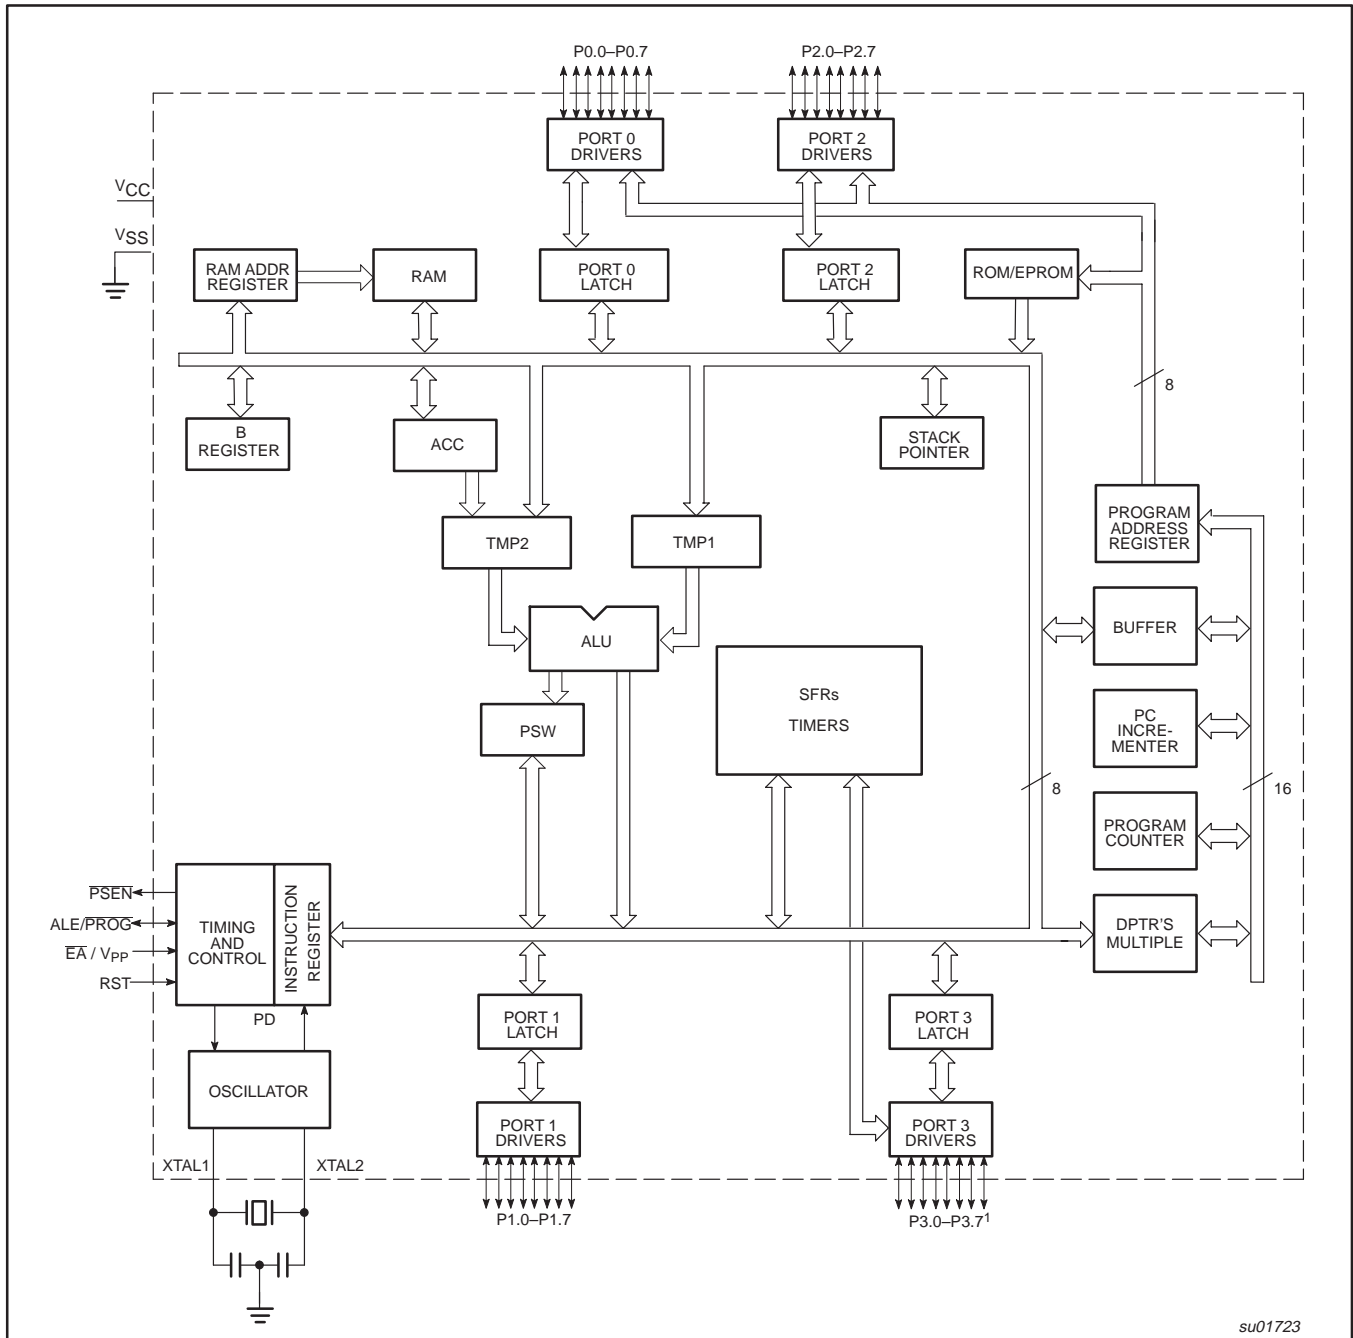 P0.0–P0.7
P2.0–P2.7
PORT 0
DRIVERS
PORT 2
DRIVERS
VCC
VSS
RAM ADDR
REGISTER
RAM
PORT 0
LATCH
PORT 2
LATCH
ROM/EPROM
8
B
REGISTER
ACC
STACK
POINTER
PROGRAM
ADDRESS
REGISTER
TMP2
TMP1
BUFFER
ALU
SFRs
TIMERS
PSW
PC
INCRE-
MENTER
8
16
PROGRAM
COUNTER
PSEN
ALE/PROG
EA / VPP
RST
TIMING
AND
CONTROL
INSTRUCTION
REGISTER
DPTR'S
MULTIPLE
PD
PORT 1
LATCH
PORT 3
LATCH
OSCILLATOR
PORT 1
DRIVERS
PORT 3
DRIVERS
XTAL1
XTAL2
P1.0–P1.7
P3.0–P3.7¹
su01723